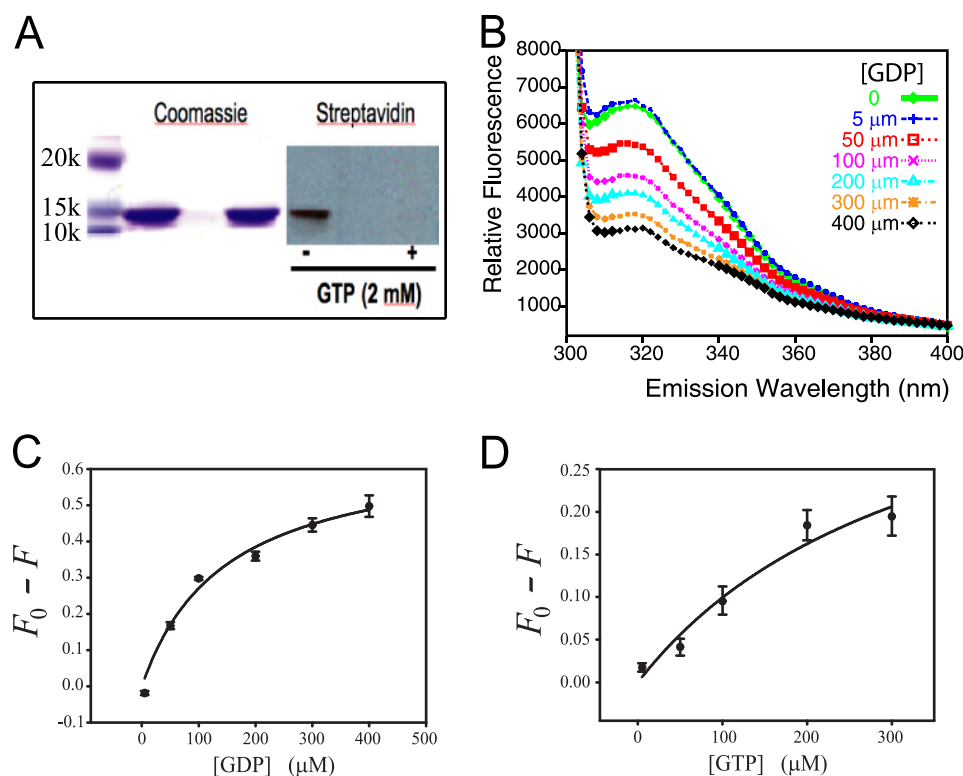 A
Coomassie Streptavidin
20k
15k
10k
- +
GTP (2 mM)
B
Relative Fluorescence
8000
7000
6000
5000
4000
3000
2000
1000
300 320 340 360 380 400
Emission Wavelength (nm)
[GDP]
0
5 μm
50 μm
100 μm
200 μm
300 μm
400 μm
C
F0 – F
0.6
0.5
0.4
0.3
0.2
0.1
0.0
-0.1
0 100 200 300 400 500
[GDP] (μM)
D
F0 – F
0.25
0.20
0.15
0.10
0.05
0.00
0 100 200 300
[GTP] (μM)